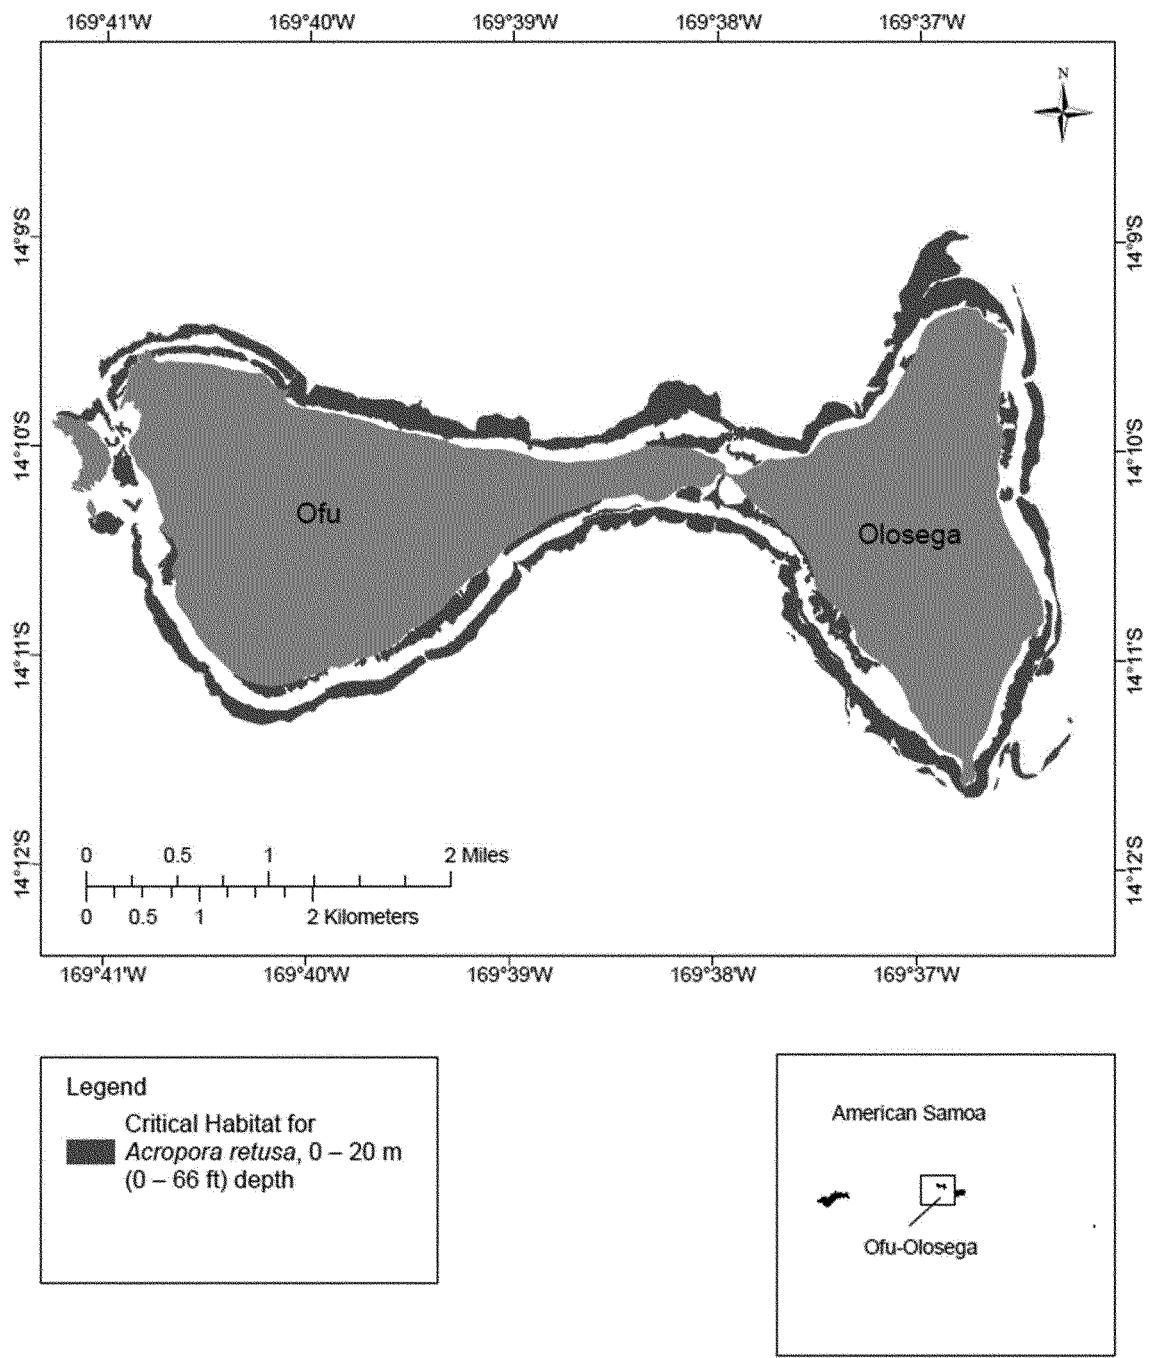 169°41'W 169°40'W 169°39'W 169°38'W 169°37'W
N
14°9'S 14°9'S
14°10'S 14°10'S
Ofu
Olosega
14°11'S 14°11'S
14°12'S 14°12'S
0 0.5 1 2 Miles
0 0.5 1 2 Kilometers
169°41'W 169°40'W 169°39'W 169°38'W 169°37'W
Legend
Critical Habitat for
Acropora retusa, 0 – 20 m
(0 – 66 ft) depth
American Samoa
Ofu-Olosega